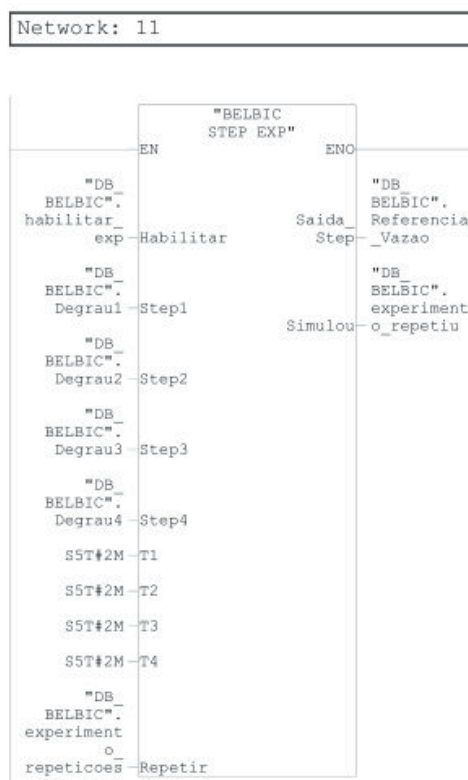 Network: 11
"BELBIC
STEP EXP"
EN
ENO
"DB_
BELBIC".
habilitar_
exp
Habilitar
Saida_
Step
"DB_
BELBIC".
Referencia
_Vazao
"DB_
BELBIC".
Degrau1
Step1
Simulou
"DB_
BELBIC".
experiment
o_repetiu
"DB_
BELBIC".
Degrau2
Step2
"DB_
BELBIC".
Degrau3
Step3
"DB_
BELBIC".
Degrau4
Step4
S5T#2M
T1
S5T#2M
T2
S5T#2M
T3
S5T#2M
T4
"DB_
BELBIC".
experiment
o_
repeticoes
Repetir